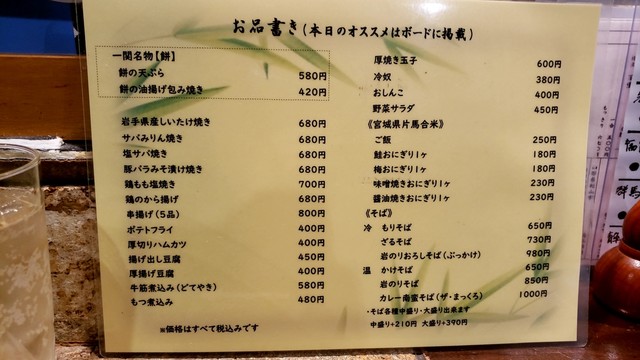 お品書き(本日のオススメはボードに掲載)
一関名物【餅】
餅の天ぷら 580円
餅の油揚げ包み焼き 420円
岩手県産しいたけ焼き 680円
サバみりん焼き 680円
塩サバ焼き 680円
豚バラみそ漬け焼き 680円
鶏もも塩焼き 700円
鶏のから揚げ 680円
串揚げ(5品) 800円
ポテトフライ 400円
厚切りハムカツ 400円
揚げ出し豆腐 450円
厚揚げ豆腐 400円
牛筋煮込み(どてやき) 580円
もつ煮込み 480円
※価格はすべて税込みです
厚焼き玉子 600円
冷奴 380円
おしんこ 400円
野菜サラダ 450円
《宮城県片馬合米》
ご飯 250円
鮭おにぎり1ヶ 180円
梅おにぎり1ヶ 180円
味噌焼きおにぎり1ヶ 230円
醤油焼きおにぎり1ヶ 230円
《そば》
冷 もりそば 650円
ざるそば 730円
岩のりおろしそば(ぶっかけ) 980円
温 かけそば 650円
岩のりそば 850円
カレー南蛮そば(ザ・まっくろ) 1000円
・そば各種中盛り・大盛り出来ます
中盛り+210円 大盛り+390円